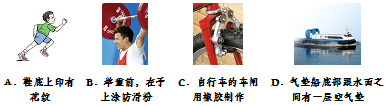 A．鞋底上印有
花纹
B．举重前，在手
上涂防滑粉
C．自行车的车闸
用橡胶制作
D．气垫船底部跟水面之
间有一层空气垫